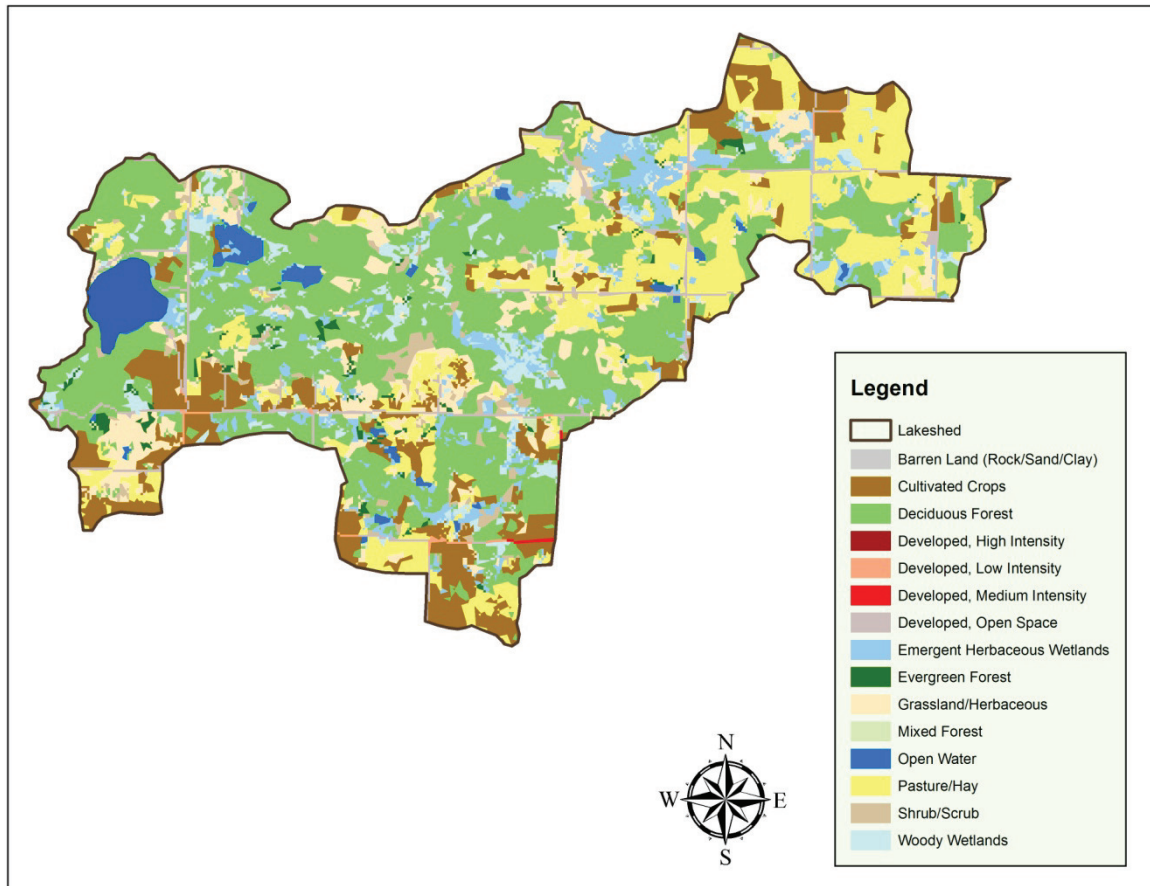 Legend
Lakeshed
Barren Land (Rock/Sand/Clay)
Cultivated Crops
Deciduous Forest
Developed, High Intensity
Developed, Low Intensity
Developed, Medium Intensity
Developed, Open Space
Emergent Herbaceous Wetlands
Evergreen Forest
Grassland/Herbaceous
Mixed Forest
Open Water
Pasture/Hay
Shrub/Scrub
Woody Wetlands
N
W E
S